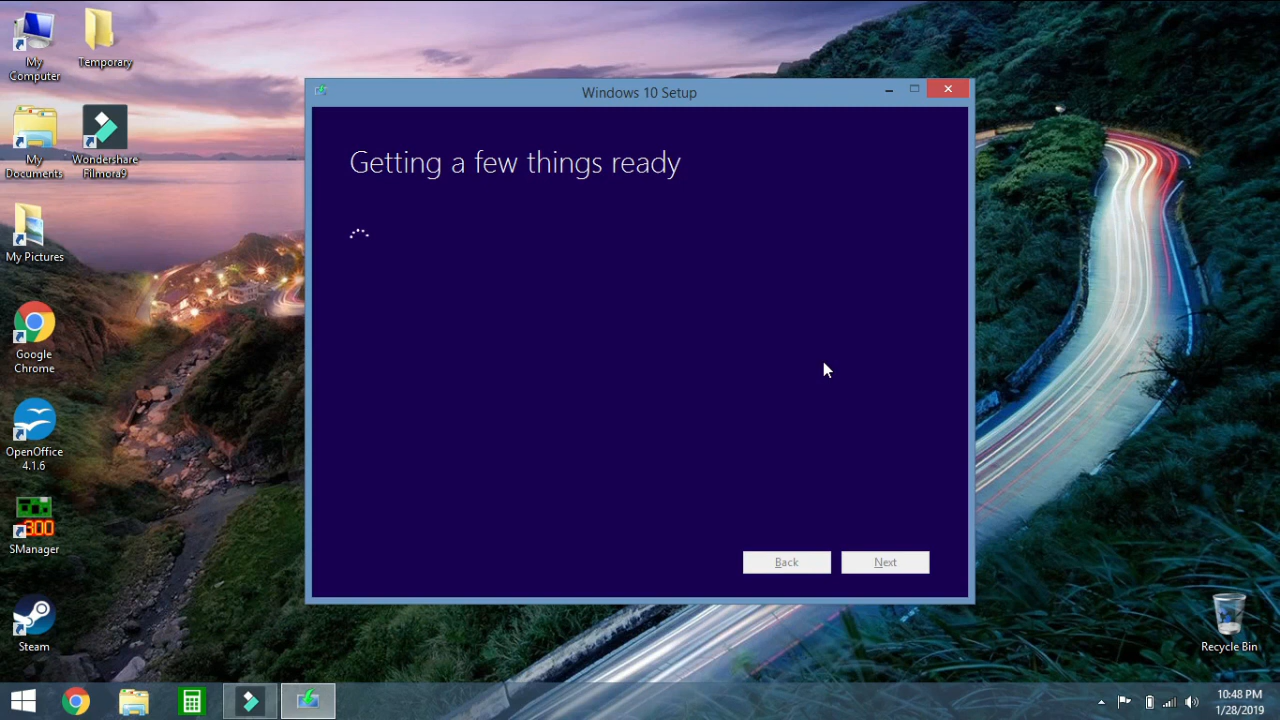 My
Computer
Temporary
My
Documents
Wondershare
Filmora9
My Pictures
Google
Chrome
OpenOffice
4.1.6
300
SManager
Steam
Windows 10 Setup
Getting a few things ready
Back
Next
Recycle Bin
10:48 PM
1/28/2019